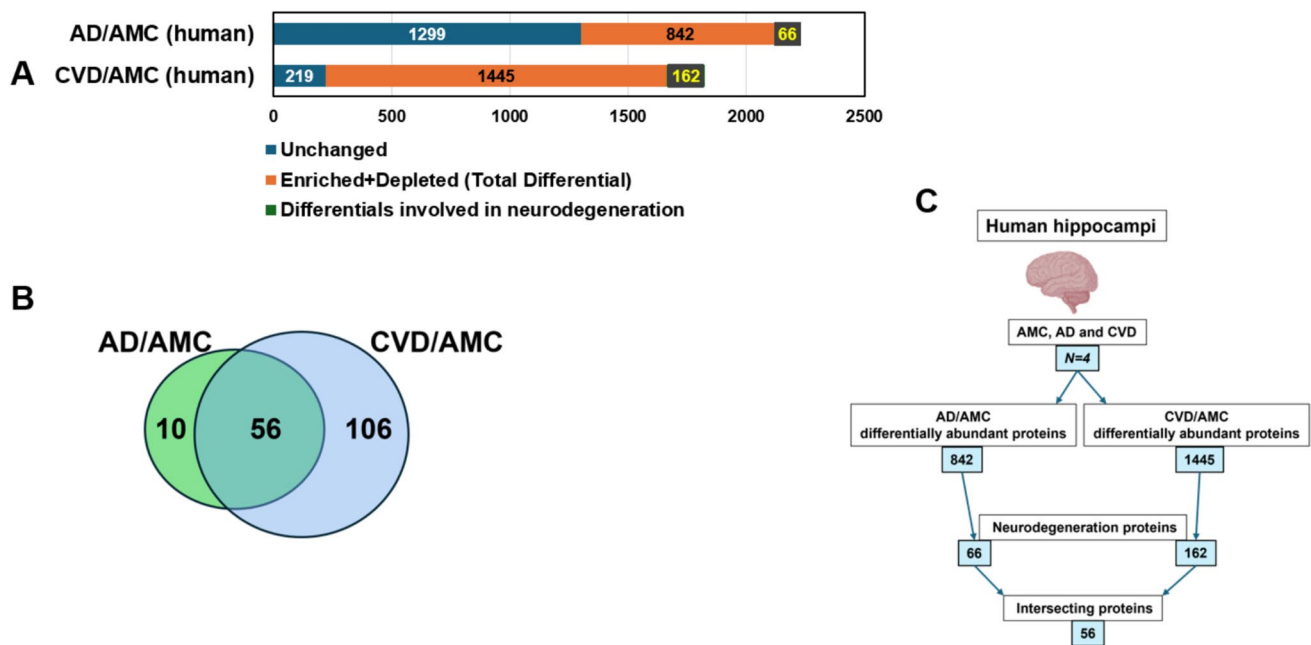 A
AD/AMC (human)
1299
842
66
CVD/AMC (human)
219
1445
162
0
500
1000
1500
2000
2500
Unchanged
Enriched+Depleted (Total Differential)
Differentials involved in neurodegeneration
B
AD/AMC
CVD/AMC
10
56
106
C
Human hippocampi
AMC, AD and CVD
N=4
AD/AMC
differentially abundant proteins
842
CVD/AMC
differentially abundant proteins
1445
Neurodegeneration proteins
66
162
Intersecting proteins
56